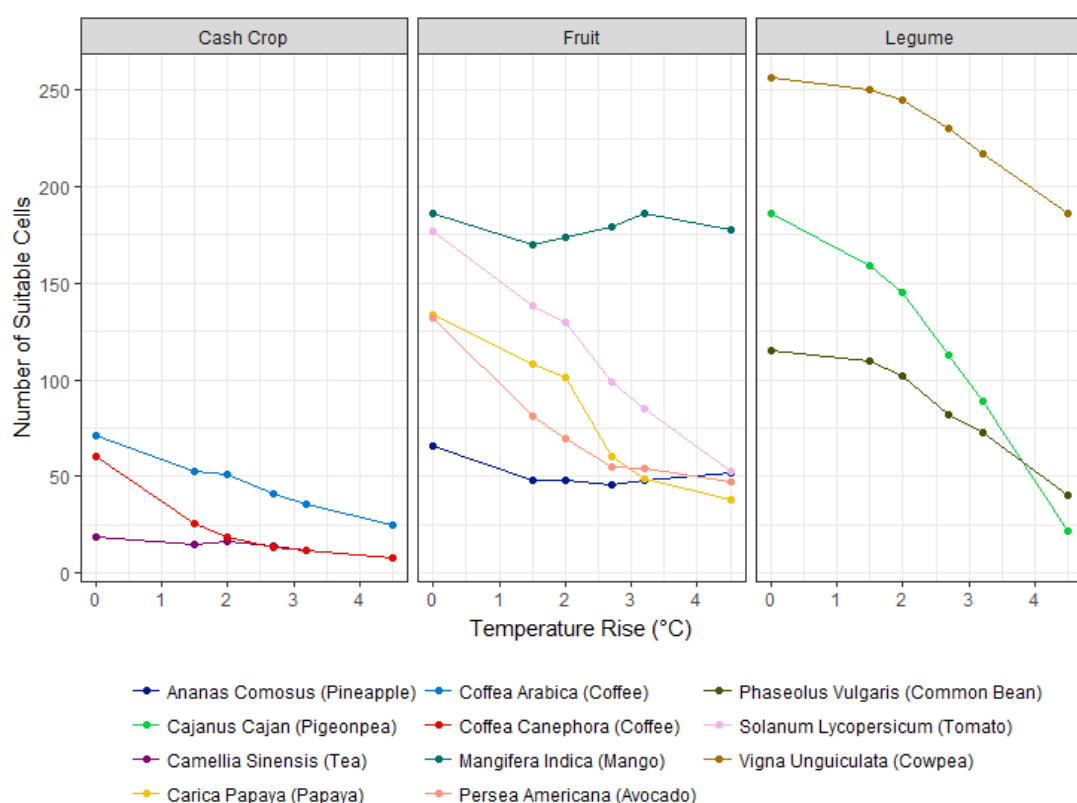 Cash Crop Fruit Legume
250
200
150
100
50
0
Number of Suitable Cells
0 1 2 3 4 0 1 2 3 4 0 1 2 3 4
Temperature Rise (°C)
Ananas Comosus (Pineapple) Coffea Arabica (Coffee) Phaseolus Vulgaris (Common Bean)
Cajanus Cajan (Pigeonpea) Coffea Canephora (Coffee) Solanum Lycopersicum (Tomato)
Camellia Sinensis (Tea) Mangifera Indica (Mango) Vigna Unguiculata (Cowpea)
Carica Papaya (Papaya) Persea Americana (Avocado)